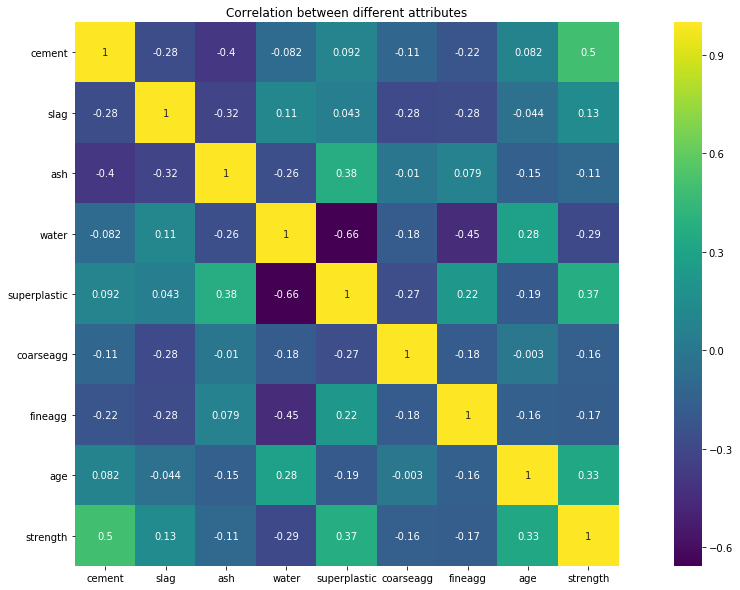 Correlation between different attributes
cement 1 -0.28 -0.4 -0.082 0.092 -0.11 -0.22 0.082 0.5
slag -0.28 1 -0.32 0.11 0.043 -0.28 -0.28 -0.044 0.13
ash -0.4 -0.32 1 -0.26 0.38 -0.01 0.079 -0.15 -0.11
water -0.082 0.11 -0.26 1 -0.66 -0.18 -0.45 0.28 -0.29
superplastic 0.092 0.043 0.38 -0.66 1 -0.27 0.22 -0.19 0.37
coarseagg -0.11 -0.28 -0.01 -0.18 -0.27 1 -0.18 -0.003 -0.16
fineagg -0.22 -0.28 0.079 -0.45 0.22 -0.18 1 -0.16 -0.17
age 0.082 -0.044 -0.15 0.28 -0.19 -0.003 -0.16 1 0.33
strength 0.5 0.13 -0.11 -0.29 0.37 -0.16 -0.17 0.33 1
cement slag ash water superplastic coarseagg fineagg age strength
0.9
0.6
0.3
0.0
-0.3
-0.6